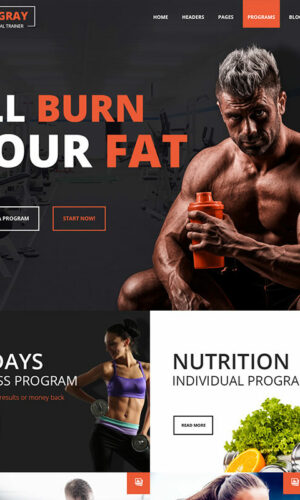 GRAY
AL TRAINER
HOME HEADERS PAGES PROGRAMS BLO
LL BURN
OUR FAT
A PROGRAM
START NOW!
DAYS
SS PROGRAM
results or money back
NUTRITION
INDIVIDUAL PROGRA
READ MORE